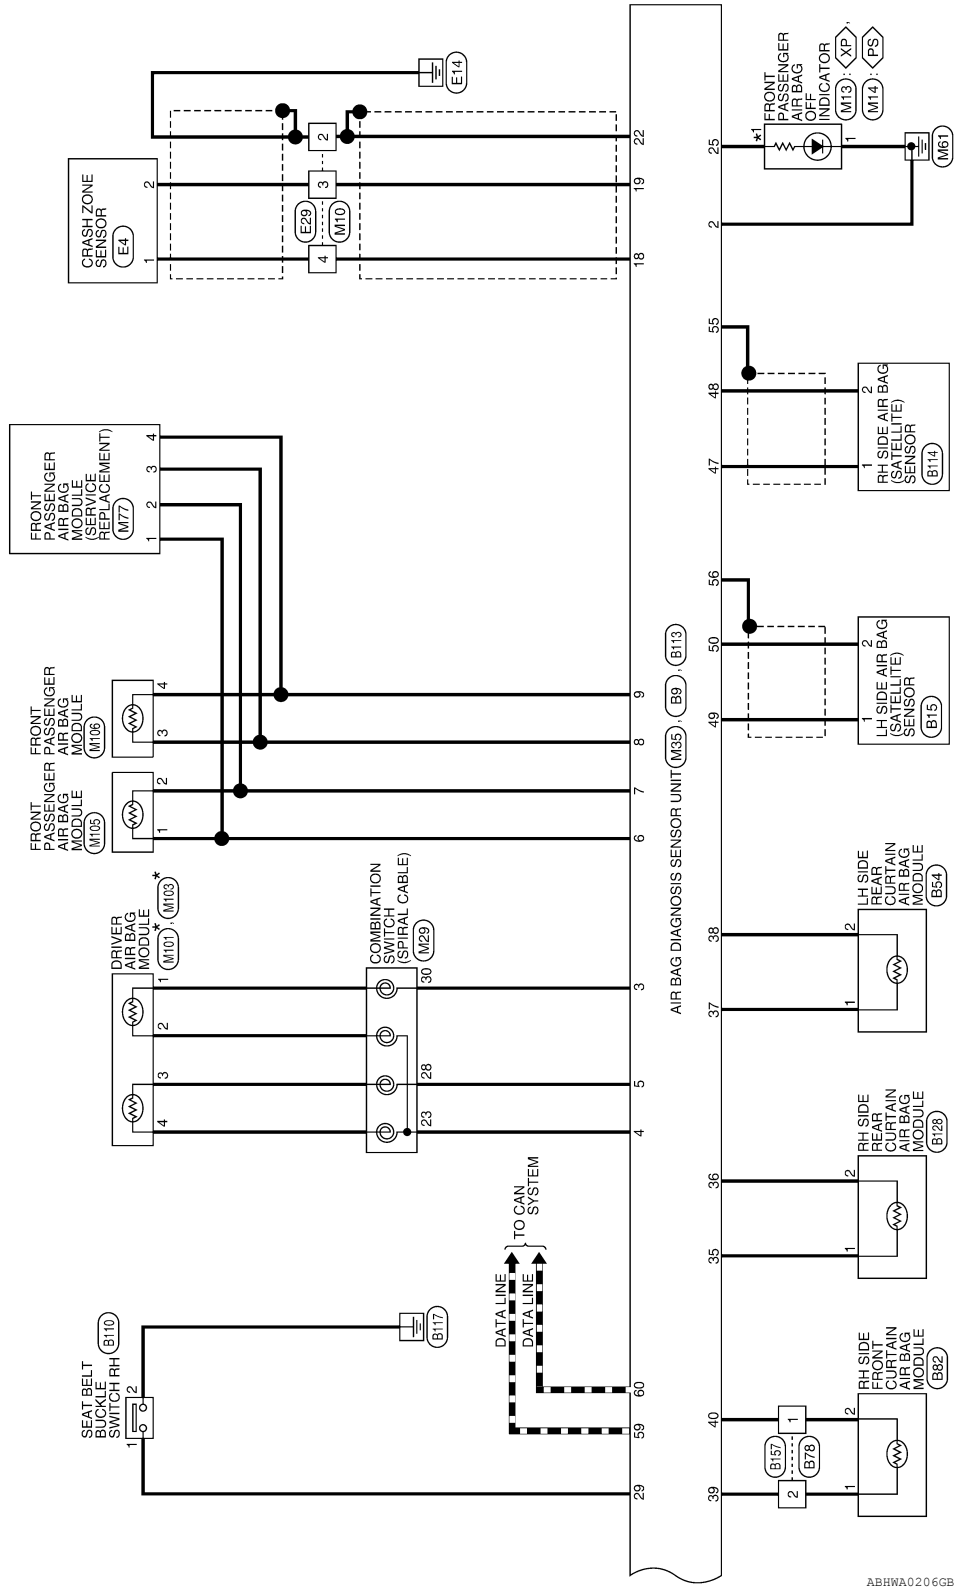 SEAT BELT
BUCKLE
SWITCH RH
B110
1
2
B117
DATA LINE
DATA LINE
TO CAN
SYSTEM
29
59
60
DRIVER
AIR BAG
MODULE
M101
*
,
M103
*
4
3
2
1
COMBINATION
SWITCH
(SPIRAL CABLE)
M29
23
28
30
4
5
3
FRONT
PASSENGER
AIR BAG
MODULE
M105
1
2
FRONT
PASSENGER
AIR BAG
MODULE
M106
3
4
6
7
8
9
FRONT
PASSENGER
AIR BAG
MODULE
(SERVICE
REPLACEMENT)
M77
1
2
3
4
CRASH ZONE
SENSOR
E4
1
2
4
3
2
E29
M10
E14
18
19
22
AIR BAG DIAGNOSIS SENSOR UNIT M35 , B9 , B113
39
40
2
1
B157
B78
1
2
RH SIDE
FRONT
CURTAIN
AIR BAG
MODULE
B82
35
36
1
2
RH SIDE
REAR
CURTAIN
AIR BAG
MODULE
B128
37
38
1
2
LH SIDE
REAR
CURTAIN
AIR BAG
MODULE
B54
49
50
56
1
2
LH SIDE AIR BAG
(SATELLITE)
SENSOR
B15
47
48
55
1
2
RH SIDE AIR BAG
(SATELLITE)
SENSOR
B114
2
25
*1
1
M61
FRONT
PASSENGER
AIR BAG
OFF
INDICATOR
M13 : XP ,
M14 : PS
ABHWA0206GB